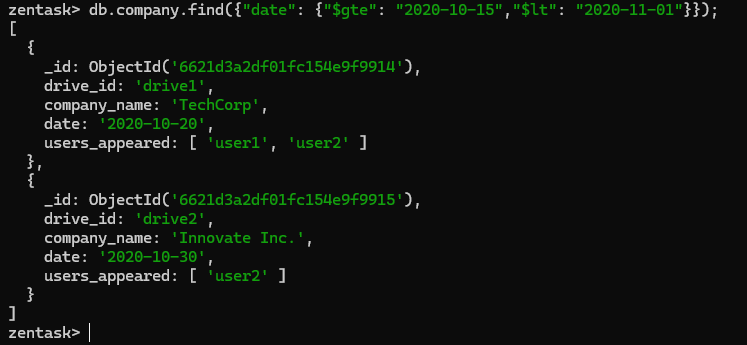 zentask> db.company.find({"date": {"$gte": "2020-10-15","$lt": "2020-11-01"}});
[
  {
    _id: ObjectId('6621d3a2df01fc154e9f9914'),
    drive_id: 'drive1',
    company_name: 'TechCorp',
    date: '2020-10-20',
    users_appeared: [ 'user1', 'user2' ]
  },
  {
    _id: ObjectId('6621d3a2df01fc154e9f9915'),
    drive_id: 'drive2',
    company_name: 'Innovate Inc.',
    date: '2020-10-30',
    users_appeared: [ 'user2' ]
  }
]
zentask>